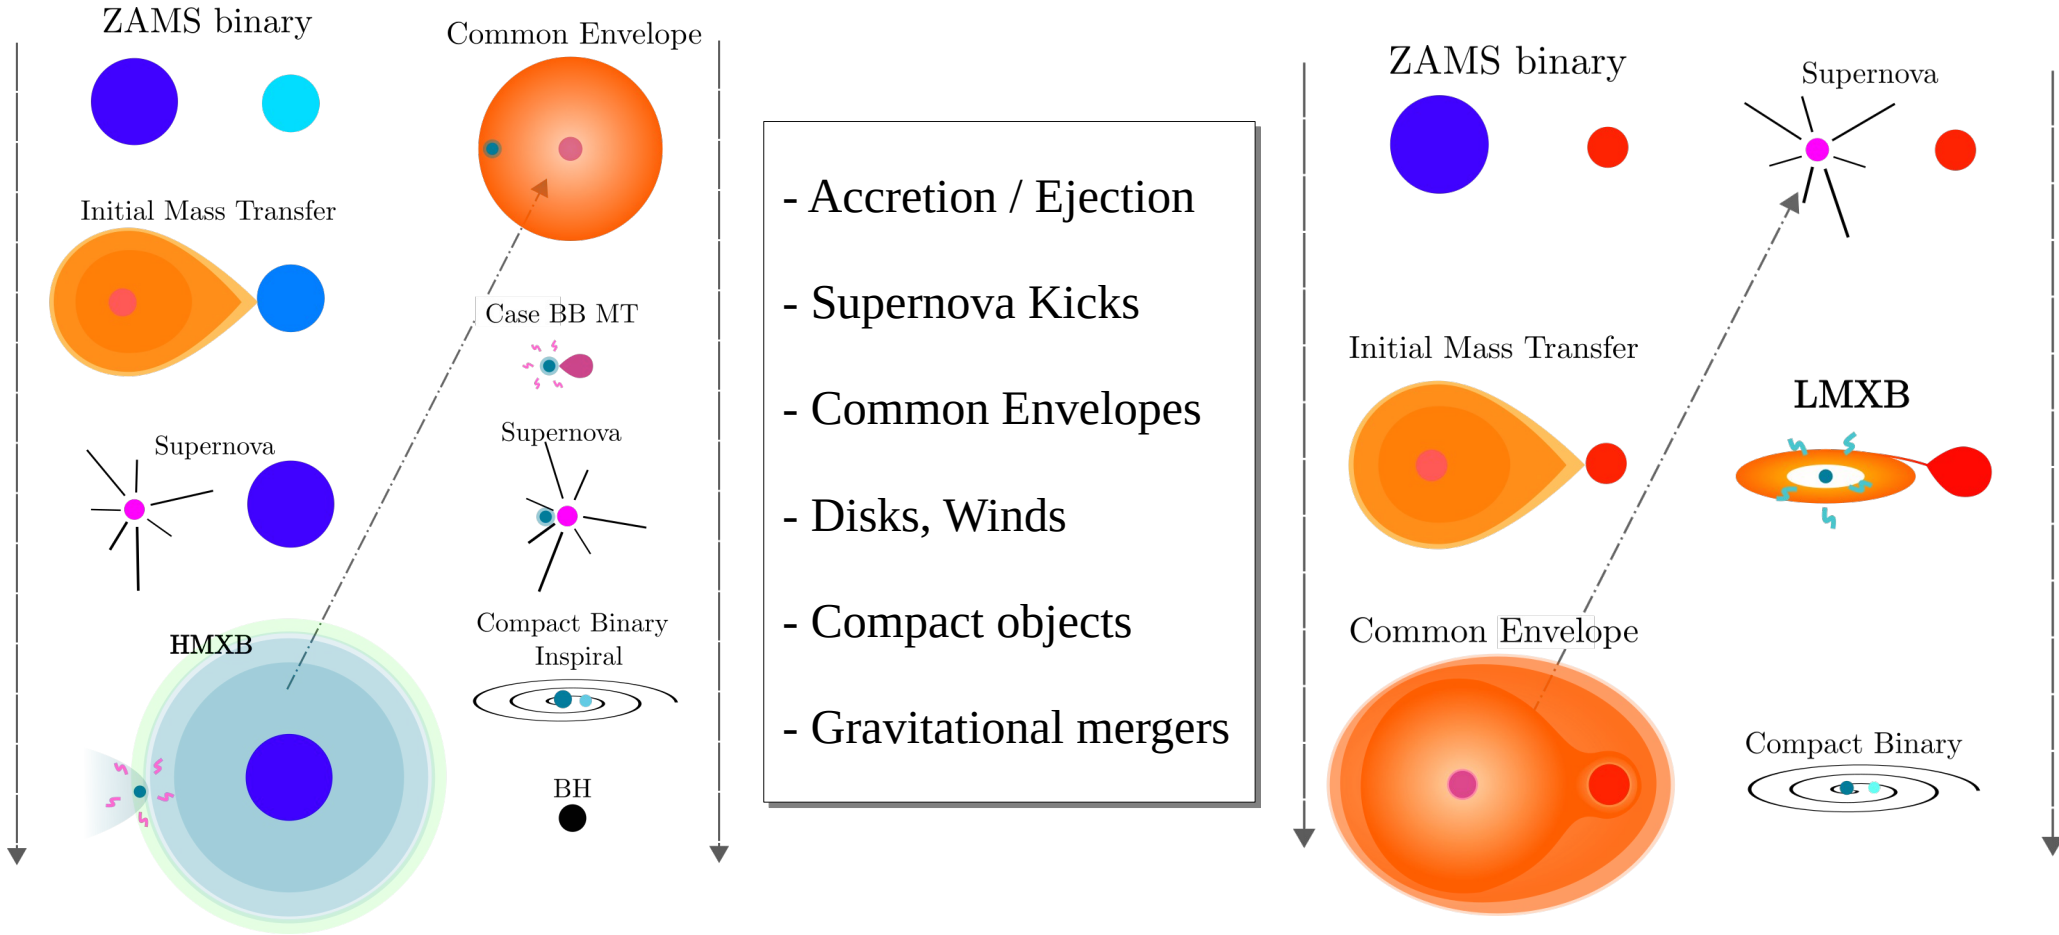 ZAMS binary
Initial Mass Transfer
Supernova
HMXB
Common Envelope
Case BB MT
Supernova
Compact Binary
Inspiral
BH
- Accretion / Ejection
- Supernova Kicks
- Common Envelopes
- Disks, Winds
- Compact objects
- Gravitational mergers
ZAMS binary
Initial Mass Transfer
Common Envelope
Supernova
LMXB
Compact Binary